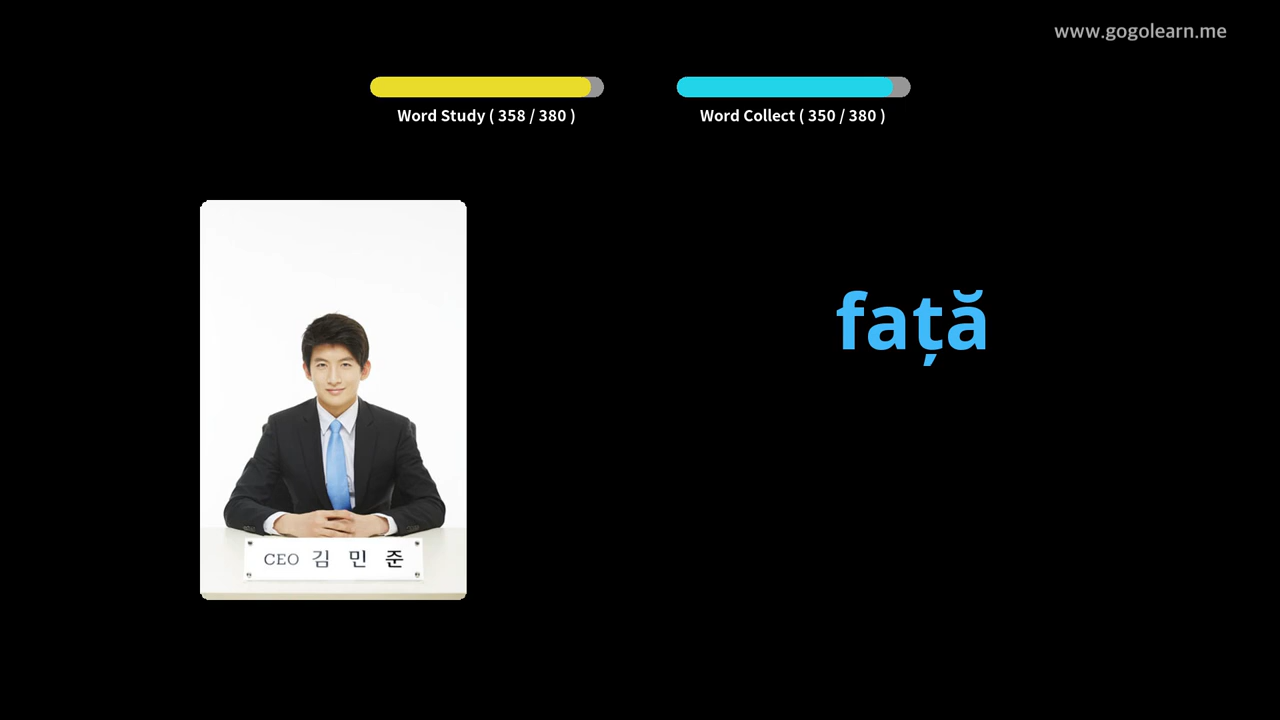 www.gogolearn.me
Word Study ( 358 / 380 )
Word Collect ( 350 / 380 )
față
CEO 김 민 준